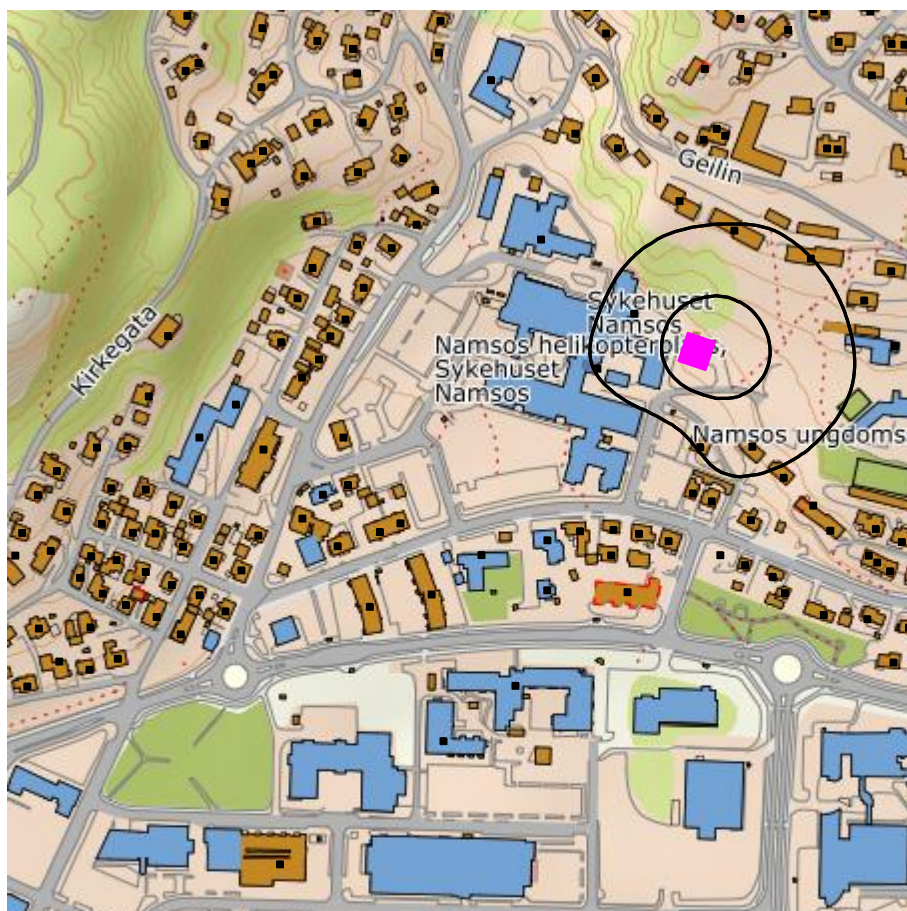 Geilin
Kirkegata
Sykehuset
Namsos
Namsos helikopterplass,
Sykehuset
Namsos
Namsos ungdoms